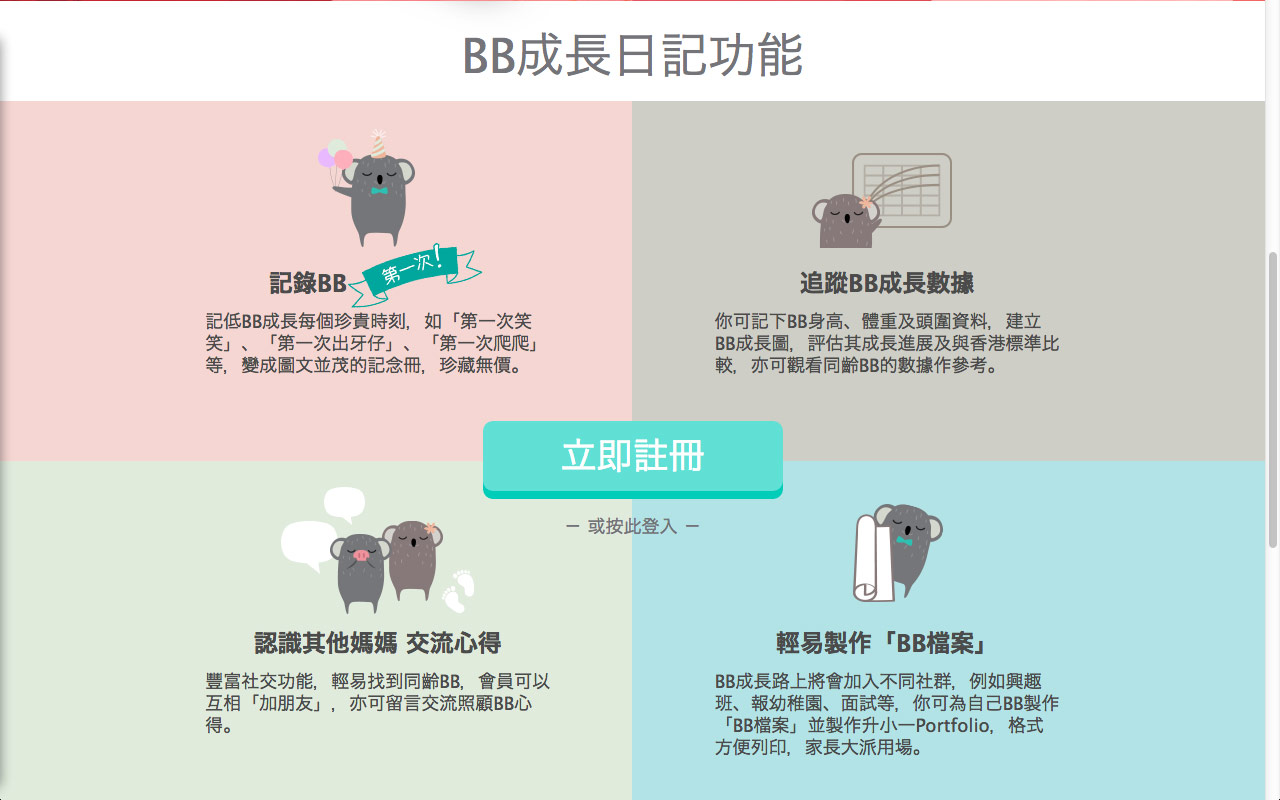 BB成長日記功能
記錄BB 第一次!
記低BB成長每個珍貴時刻，如「第一次笑
笑」、「第一次出牙仔」、「第一次爬爬」
等，變成圖文並茂的記念冊，珍藏無價。
追蹤BB成長數據
你可記下BB身高、體重及頭圍資料，建立
BB成長圖，評估其成長進展及與香港標準比
較，亦可觀看同齡BB的數據作參考。
立即註冊
－ 或按此登入 －
認識其他媽媽 交流心得
豐富社交功能，輕易找到同齡BB，會員可以
互相「加朋友」，亦可留言交流照顧BB心
得。
輕易製作「BB檔案」
BB成長路上將會加入不同社群，例如興趣
班、報幼稚園、面試等，你可為自己BB製作
「BB檔案」並製作升小一Portfolio，格式
方便列印，家長大派用場。